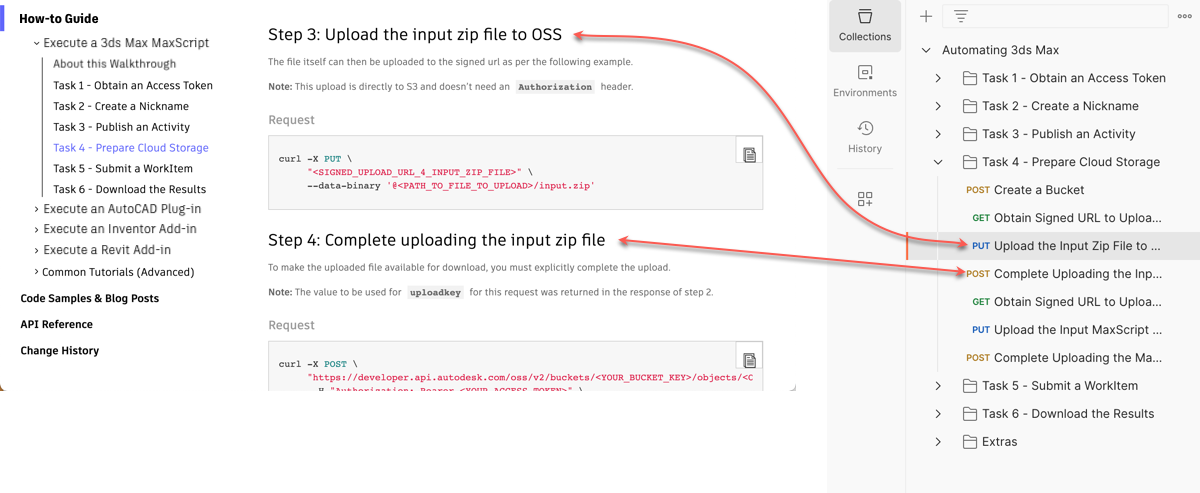 How-to Guide
Execute a 3ds Max MaxScript
About this Walkthrough
Task 1 - Obtain an Access Token
Task 2 - Create a Nickname
Task 3 - Publish an Activity
Task 4 - Prepare Cloud Storage
Task 5 - Submit a WorkItem
Task 6 - Download the Results
Execute an AutoCAD Plug-in
Execute an Inventor Add-in
Execute a Revit Add-in
Common Tutorials (Advanced)
Code Samples & Blog Posts
API Reference
Change History
Step 3: Upload the input zip file to OSS
The file itself can then be uploaded to the signed url as per the following example.
Note: This upload is directly to S3 and doesn't need an Authorization header.
Request
curl -X PUT \
"<SIGNED_UPLOAD_URL_4_INPUT_ZIP_FILE>" \
--data-binary '@<PATH_TO_FILE_TO_UPLOAD>/input.zip'
Step 4: Complete uploading the input zip file
To make the uploaded file available for download, you must explicitly complete the upload.
Note: The value to be used for uploadkey for this request was returned in the response of step 2.
Request
curl -X POST \
"https://developer.api.autodesk.com/oss/v2/buckets/<YOUR_BUCKET_KEY>/objects/<O
-H "Authorization: Bearer <YOUR_ACCESS_TOKEN>" \
Collections
Environments
History
Automating 3ds Max
Task 1 - Obtain an Access Token
Task 2 - Create a Nickname
Task 3 - Publish an Activity
Task 4 - Prepare Cloud Storage
POST Create a Bucket
GET Obtain Signed URL to Uploa...
PUT Upload the Input Zip File to ...
POST Complete Uploading the Inp...
GET Obtain Signed URL to Uploa...
PUT Upload the Input MaxScript ...
POST Complete Uploading the Ma...
Task 5 - Submit a WorkItem
Task 6 - Download the Results
Extras